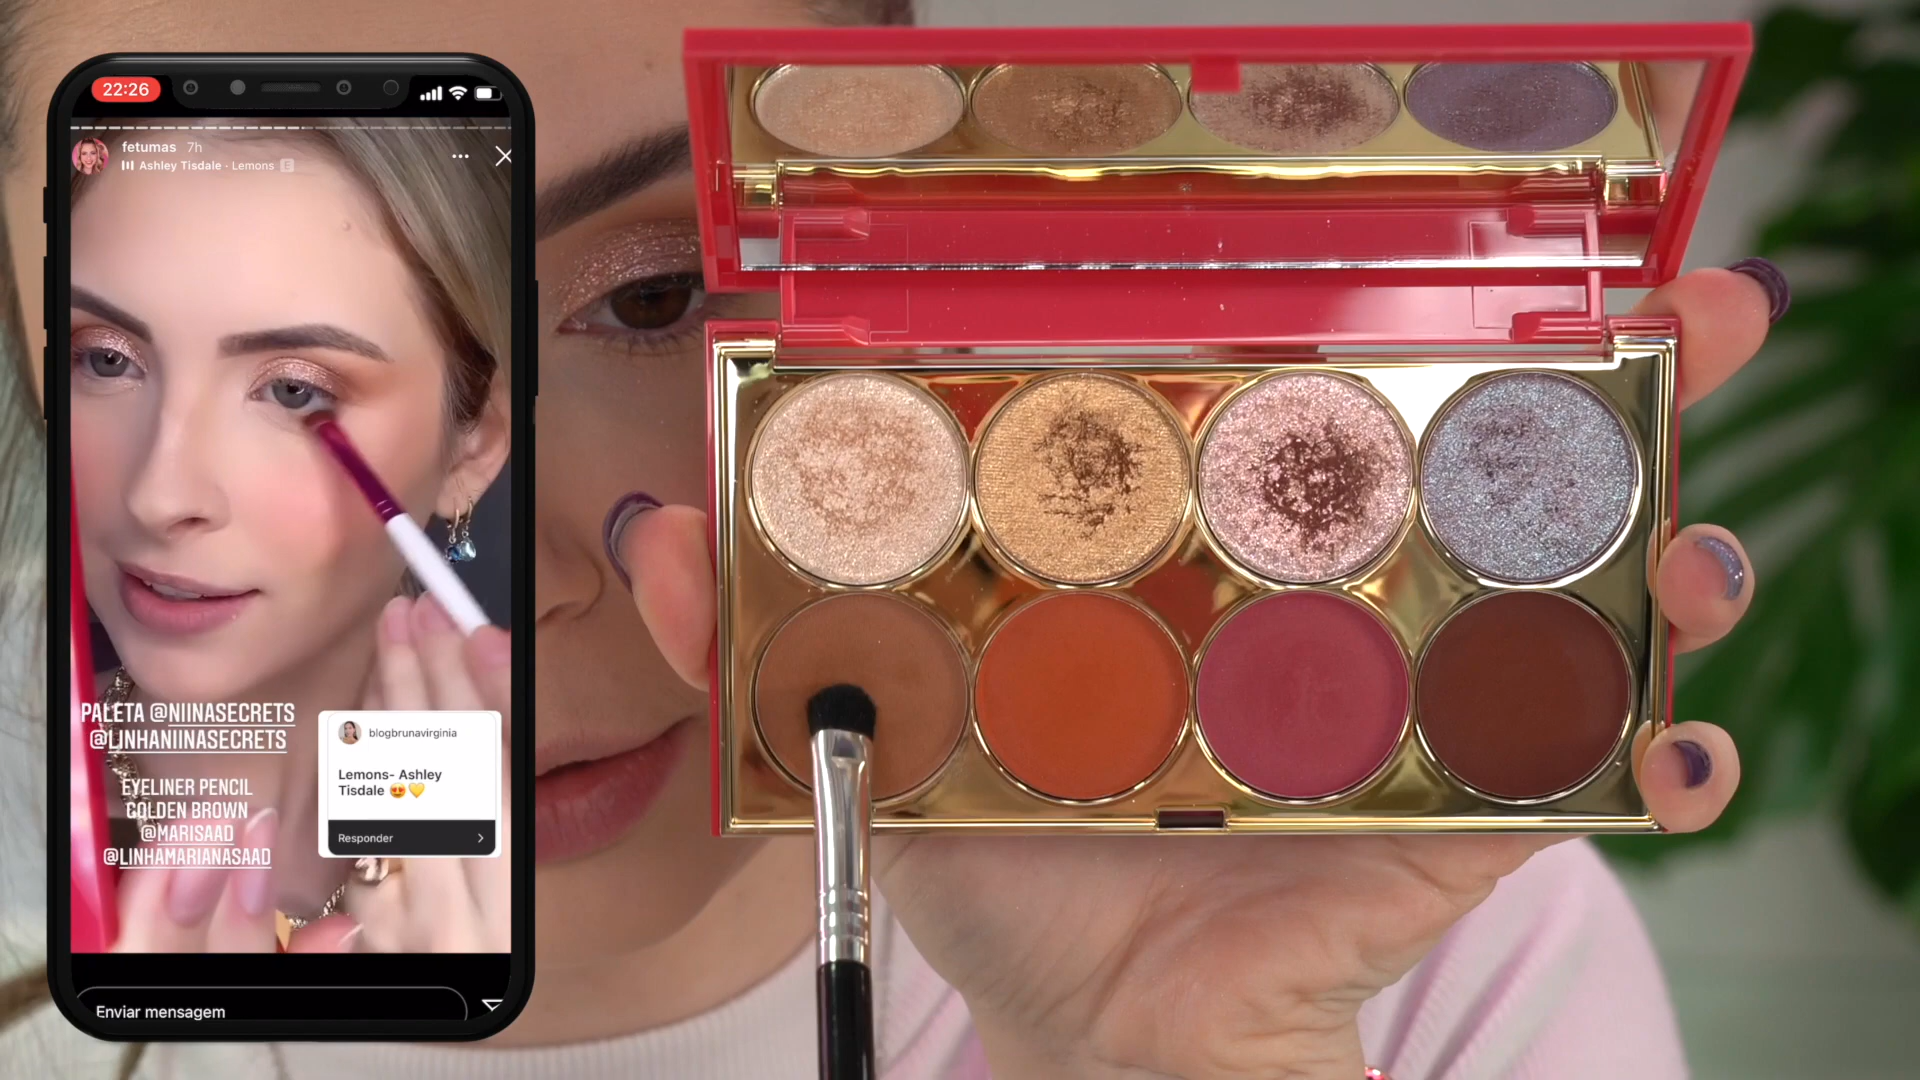 22:26
fetumas 7h
Ashley Tisdale · Lemons E
PALETA @NIINASECRETS
@LINHANIINASECRETS
EYELINER PENCIL
GOLDEN BROWN
@MARISAAD
@LINHAMARIANASAAD
blogbrunavirginia
Lemons- Ashley
Tisdale 😍💛
Responder
Enviar mensagem